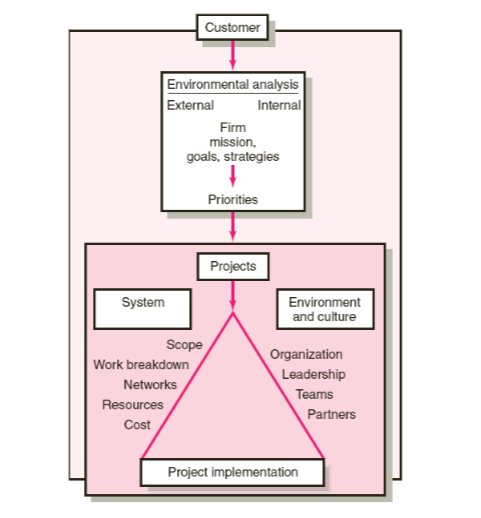 Customer
Environmental analysis
External Internal
Firm
mission,
goals, strategies
Priorities
Projects
System
Environment
and culture
Scope
Work breakdown
Networks
Resources
Cost
Organization
Leadership
Teams
Partners
Project implementation